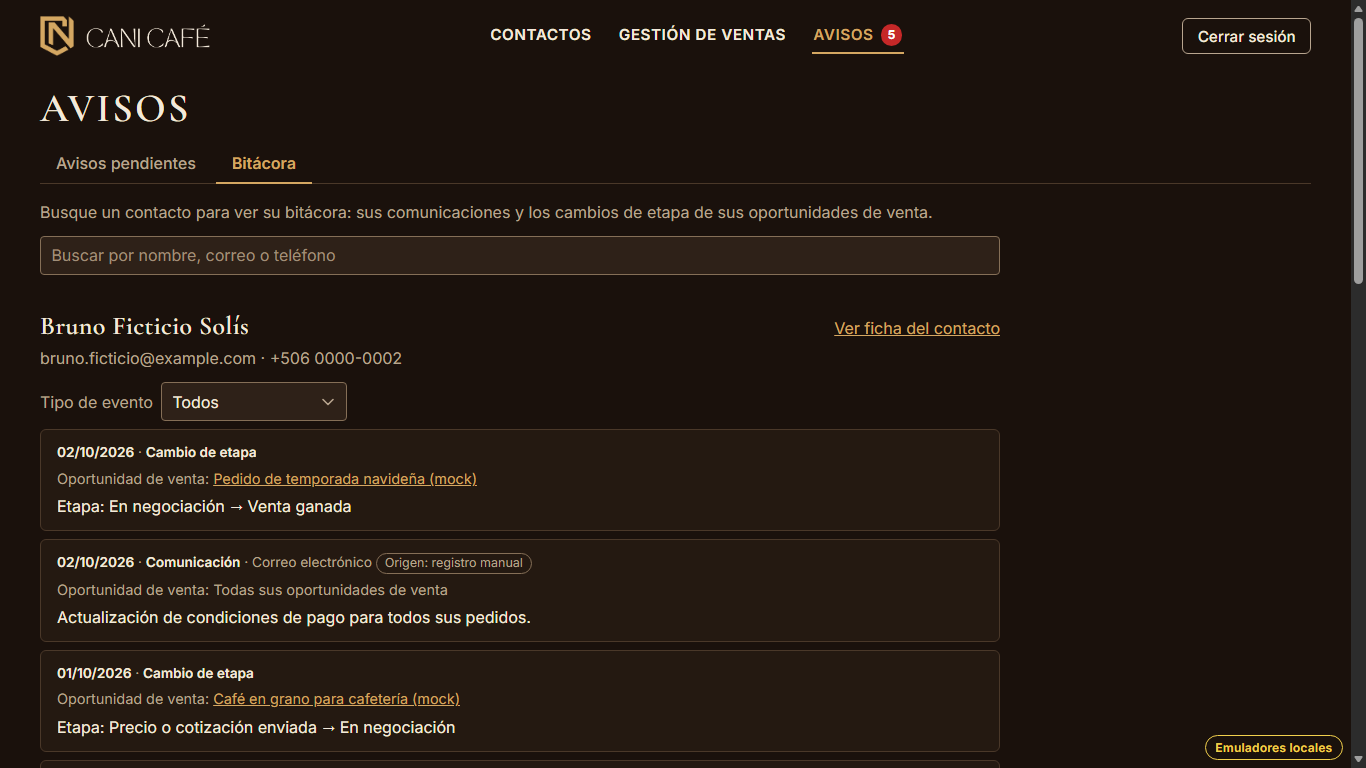 CANI CAFÉ
CONTACTOS GESTIÓN DE VENTAS AVISOS 5 Cerrar sesión
AVISOS
Avisos pendientes Bitácora
Busque un contacto para ver su bitácora: sus comunicaciones y los cambios de etapa de sus oportunidades de venta.
Buscar por nombre, correo o teléfono
Bruno Ficticio Solís Ver ficha del contacto
bruno.ficticio@example.com · +506 0000-0002
Tipo de evento Todos
02/10/2026 · Cambio de etapa
Oportunidad de venta: Pedido de temporada navideña (mock)
Etapa: En negociación → Venta ganada
02/10/2026 · Comunicación · Correo electrónico Origen: registro manual
Oportunidad de venta: Todas sus oportunidades de venta
Actualización de condiciones de pago para todos sus pedidos.
01/10/2026 · Cambio de etapa
Oportunidad de venta: Café en grano para cafetería (mock)
Etapa: Precio o cotización enviada → En negociación
Emuladores locales